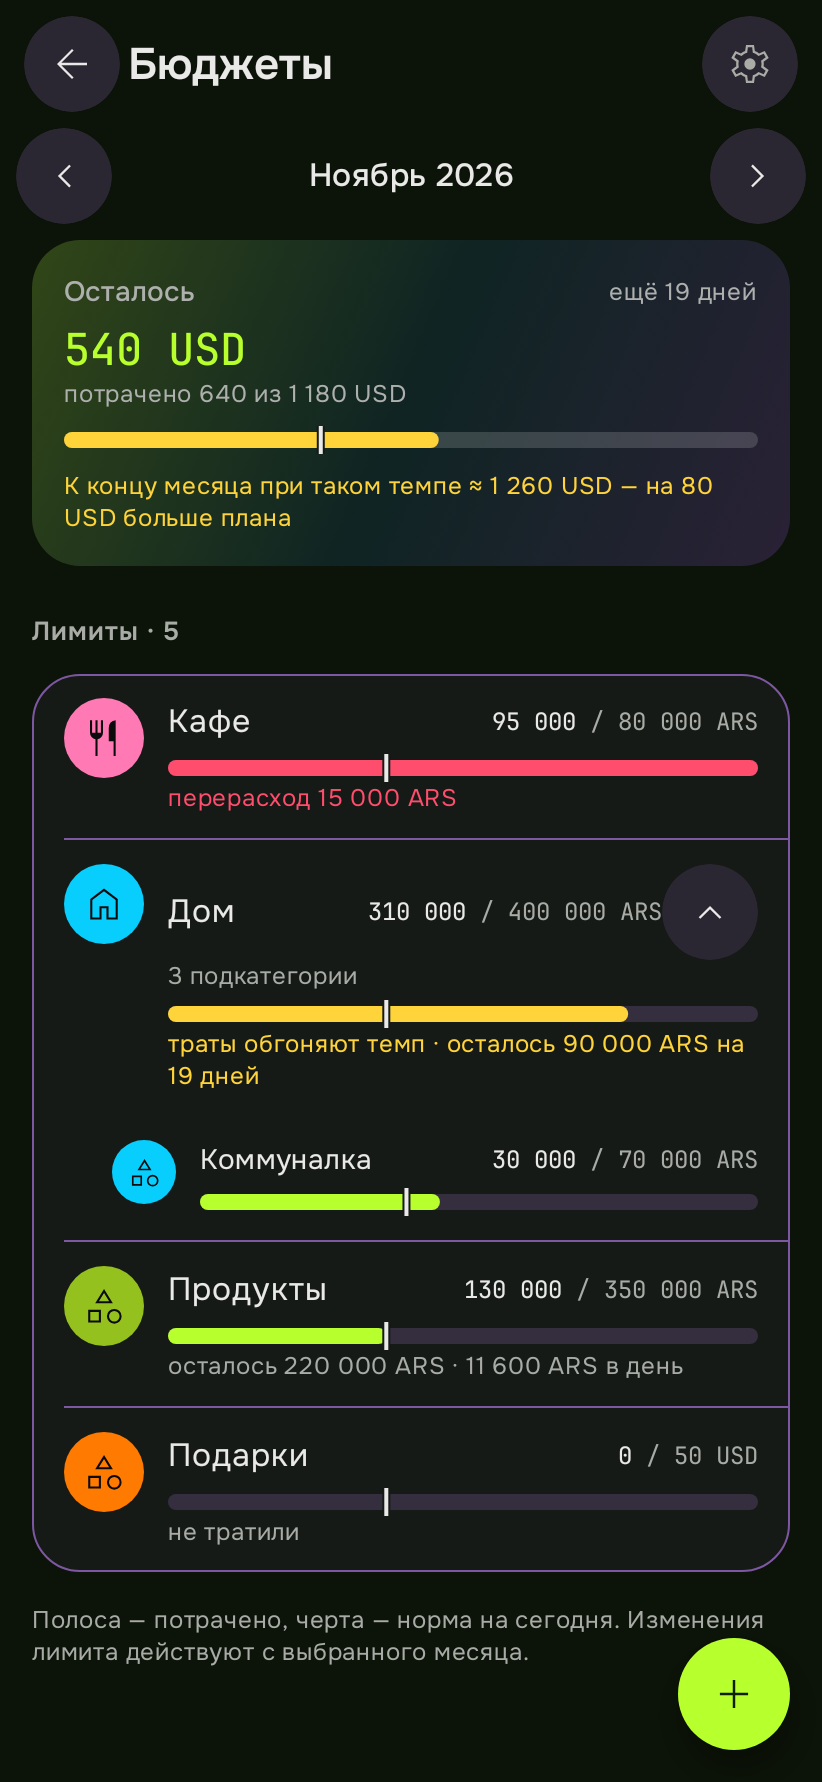 Бюджеты
Ноябрь 2026
Осталось
ещё 19 дней
540 USD
потрачено 640 из 1 180 USD
К концу месяца при таком темпе ≈ 1 260 USD — на 80
USD больше плана
Лимиты · 5
Кафе
95 000 / 80 000 ARS
перерасход 15 000 ARS
Дом
310 000 / 400 000 ARS
3 подкатегории
траты обгоняют темп · осталось 90 000 ARS на
19 дней
Коммуналка
30 000 / 70 000 ARS
Продукты
130 000 / 350 000 ARS
осталось 220 000 ARS · 11 600 ARS в день
Подарки
0 / 50 USD
не тратили
Полоса — потрачено, черта — норма на сегодня. Изменения
лимита действуют с выбранного месяца.